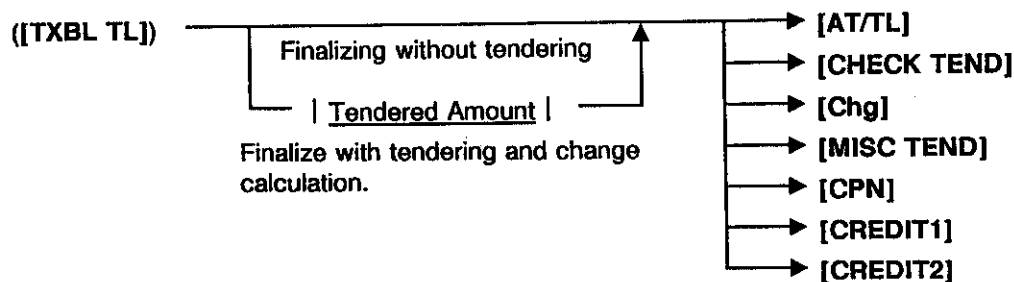 ([TXBL TL])
Finalizing without tendering
| Tendered Amount |
Finalize with tendering and change
calculation.
[AT/TL]
[CHECK TEND]
[Chg]
[MISC TEND]
[CPN]
[CREDIT1]
[CREDIT2]